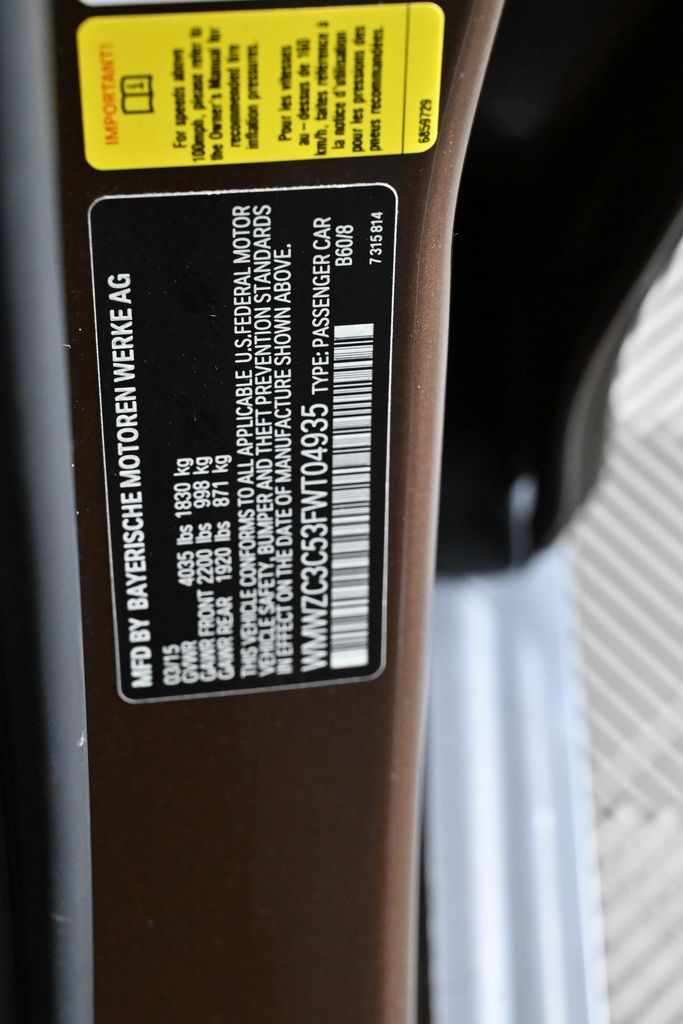 MFD BY BAYERISCHE MOTOREN WERKE AG
03/15
GVWR 4035 lbs 1830 kg
GAWR FRONT 2200 lbs 998 kg
GAWR REAR 1920 lbs 871 kg
THIS VEHICLE CONFORMS TO ALL APPLICABLE U.S.FEDERAL MOTOR
VEHICLE SAFETY, BUMPER AND THEFT PREVENTION STANDARDS
IN EFFECT ON THE DATE OF MANUFACTURE SHOWN ABOVE.
WMWZC3C53FWT04935 TYPE: PASSENGER CAR
B60/8
7 315 814
IMPORTANT!
For speeds above
100mph, please refer to
the Owner's Manual for
recommended tire
inflation pressures.
Pour les vitesses
au - dessus de 160
km/h, faites référence à
la notice d'utilisation
pour les pressions des
pneus recommandées.
6859729